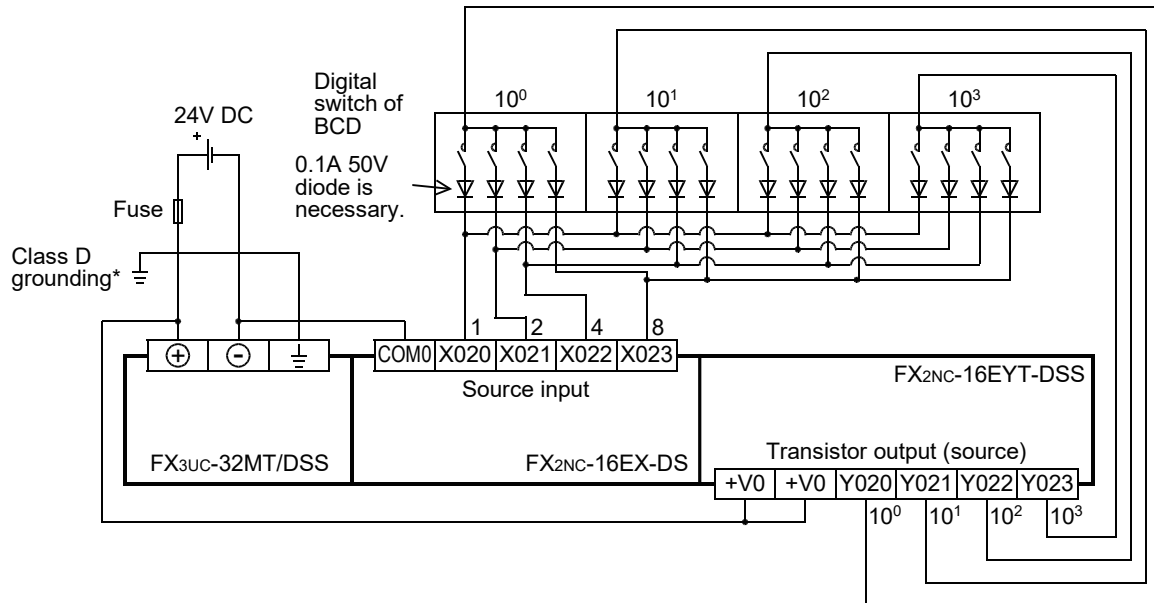 Digital
switch of
BCD
10⁰ 10¹ 10² 10³
24V DC
+
0.1A 50V
diode is
necessary.
Fuse
Class D
grounding*
1 2 4 8
+ - COM0 X020 X021 X022 X023
Source input
FX2NC-16EYT-DSS
FX3UC-32MT/DSS
FX2NC-16EX-DS
Transistor output (source)
+V0 +V0 Y020 Y021 Y022 Y023
10⁰ 10¹ 10² 10³